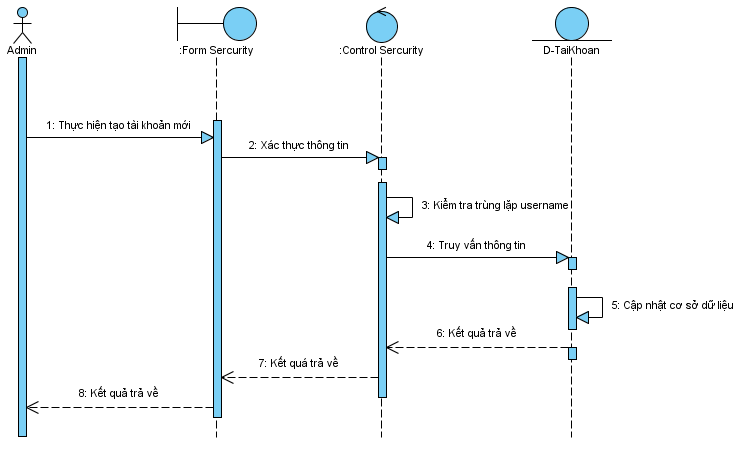 Admin
:Form Sercurity
:Control Sercurity
D-TaiKhoan
1: Thực hiện tạo tài khoản mới
2: Xác thực thông tin
3: Kiểm tra trùng lặp username
4: Truy vấn thông tin
5: Cập nhật cơ sở dữ liệu
6: Kết quả trả về
7: Kết quá trả về
8: Kết quả trả về